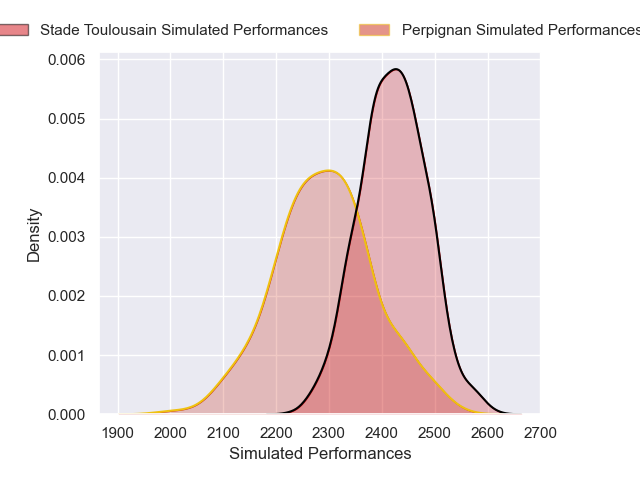 Stade Toulousain Simulated Performances
Perpignan Simulated Performances
0.006
0.005
0.004
0.003
0.002
0.001
0.000
Density
1900 2000 2100 2200 2300 2400 2500 2600 2700
Simulated Performances